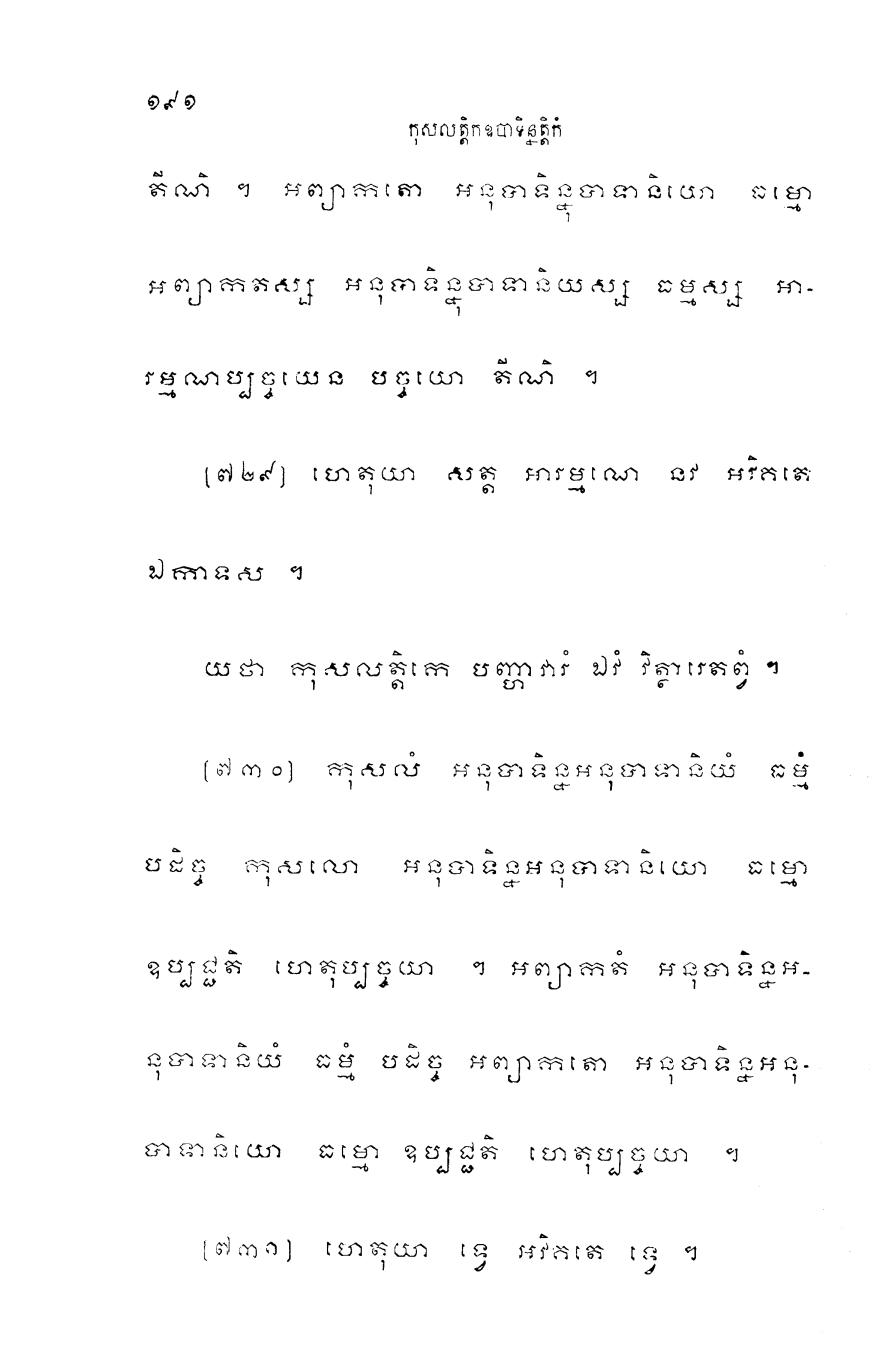 ១៩១
កុសលត្តិកឧបាទិន្នត្តិកំ
តីណិ ។ អព្យាកតោ អនុបាទិន្នុបាទានិយោ ធម្មោ
អព្យាកតស្ស អនុបាទិន្នុបាទានិយស្ស ធម្មស្ស អា-
រម្មណប្បច្ចយេន បច្ចយោ តីណិ ។
[៧២៩] ហេតុយា សត្ត អារម្មណេ នវ អវិគតេ
ឯកាទស ។
យថា កុសលត្តិកេ បញ្ហាវារំ ឯវំ វិត្ថារេតព្វំ ។
[៧៣០] កុសលំ អនុបាទិន្នអនុបាទានិយំ ធម្មំ
បដិច្ច កុសលោ អនុបាទិន្នអនុបាទានិយោ ធម្មោ
ឧប្បជ្ជតិ ហេតុប្បច្ចយា ។ អព្យាកតំ អនុបាទិន្នអ-
នុបាទានិយំ ធម្មំ បដិច្ច អព្យាកតោ អនុបាទិន្នអនុ-
បាទានិយោ ធម្មោ ឧប្បជ្ជតិ ហេតុប្បច្ចយា ។
[៧៣១] ហេតុយា ទ្វេ អវិគតេ ទ្វេ ។